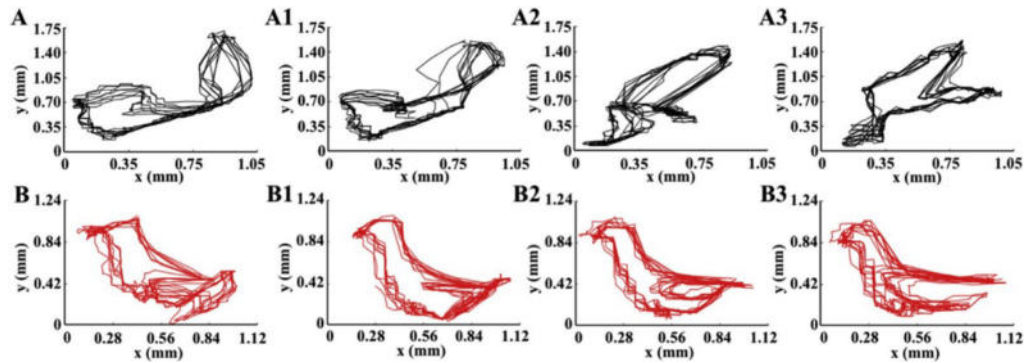 A A1 A2 A3
1.75 1.75 1.75 1.75
1.40 1.40 1.40 1.40
1.05 1.05 1.05 1.05
0.70 0.70 0.70 0.70
0.35 0.35 0.35 0.35
0 0 0 0
y (mm) y (mm) y (mm) y (mm)
0 0.35 0.75 1.05 0 0.35 0.75 1.05 0 0.35 0.75 1.05 0 0.35 0.75 1.05
x (mm) x (mm) x (mm) x (mm)
B B1 B2 B3
1.24 1.24 1.24 1.24
0.84 0.84 0.84 0.84
0.42 0.42 0.42 0.42
0 0 0 0
y (mm) y (mm) y (mm) y (mm)
0 0.28 0.56 0.84 1.12 0 0.28 0.56 0.84 1.12 0 0.28 0.56 0.84 1.12 0 0.28 0.56 0.84 1.12
x (mm) x (mm) x (mm) x (mm)